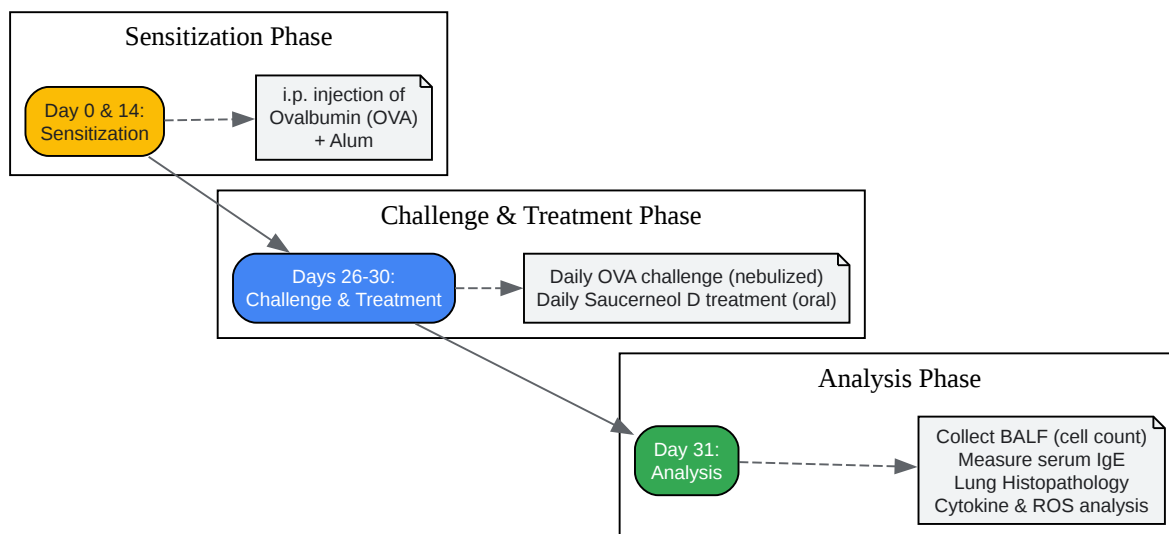 Sensitization Phase
Day 0 & 14:
Sensitization
i.p. injection of
Ovalbumin (OVA)
+ Alum
Challenge & Treatment Phase
Days 26-30:
Challenge & Treatment
Daily OVA challenge (nebulized)
Daily Saucerneol D treatment (oral)
Analysis Phase
Day 31:
Analysis
Collect BALF (cell count)
Measure serum IgE
Lung Histopathology
Cytokine & ROS analysis